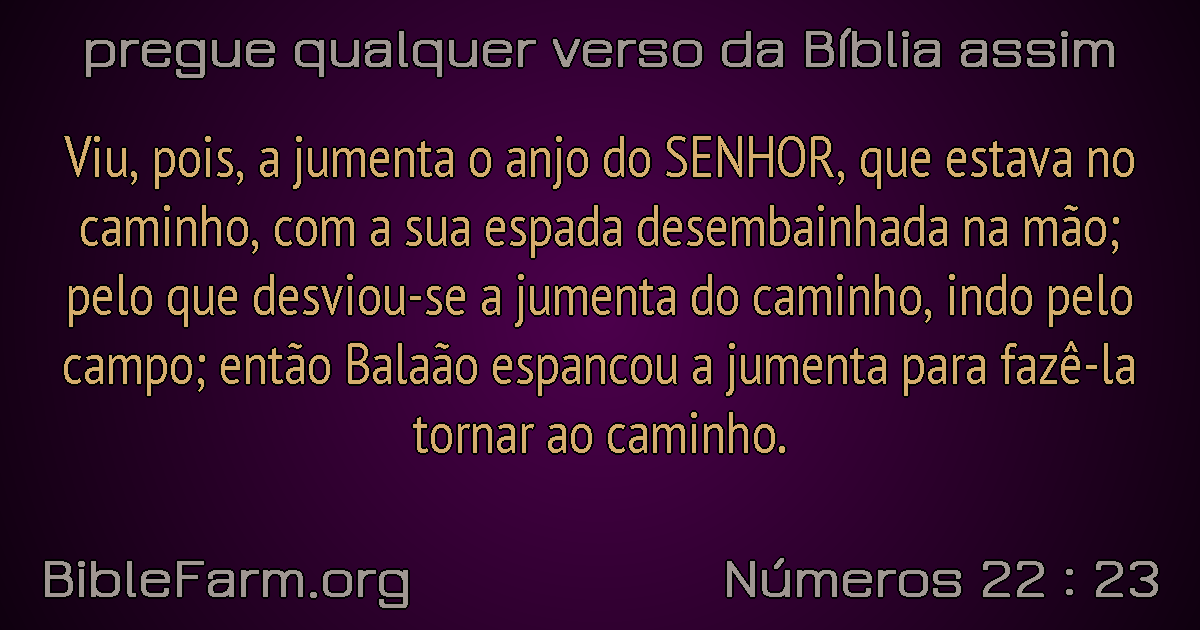 pregue qualquer verso da Bíblia assim
Viu, pois, a jumenta o anjo do SENHOR, que estava no
caminho, com a sua espada desembainhada na mão;
pelo que desviou-se a jumenta do caminho, indo pelo
campo; então Balaão espancou a jumenta para fazê-la
tornar ao caminho.
BibleFarm.org
Números 22 : 23